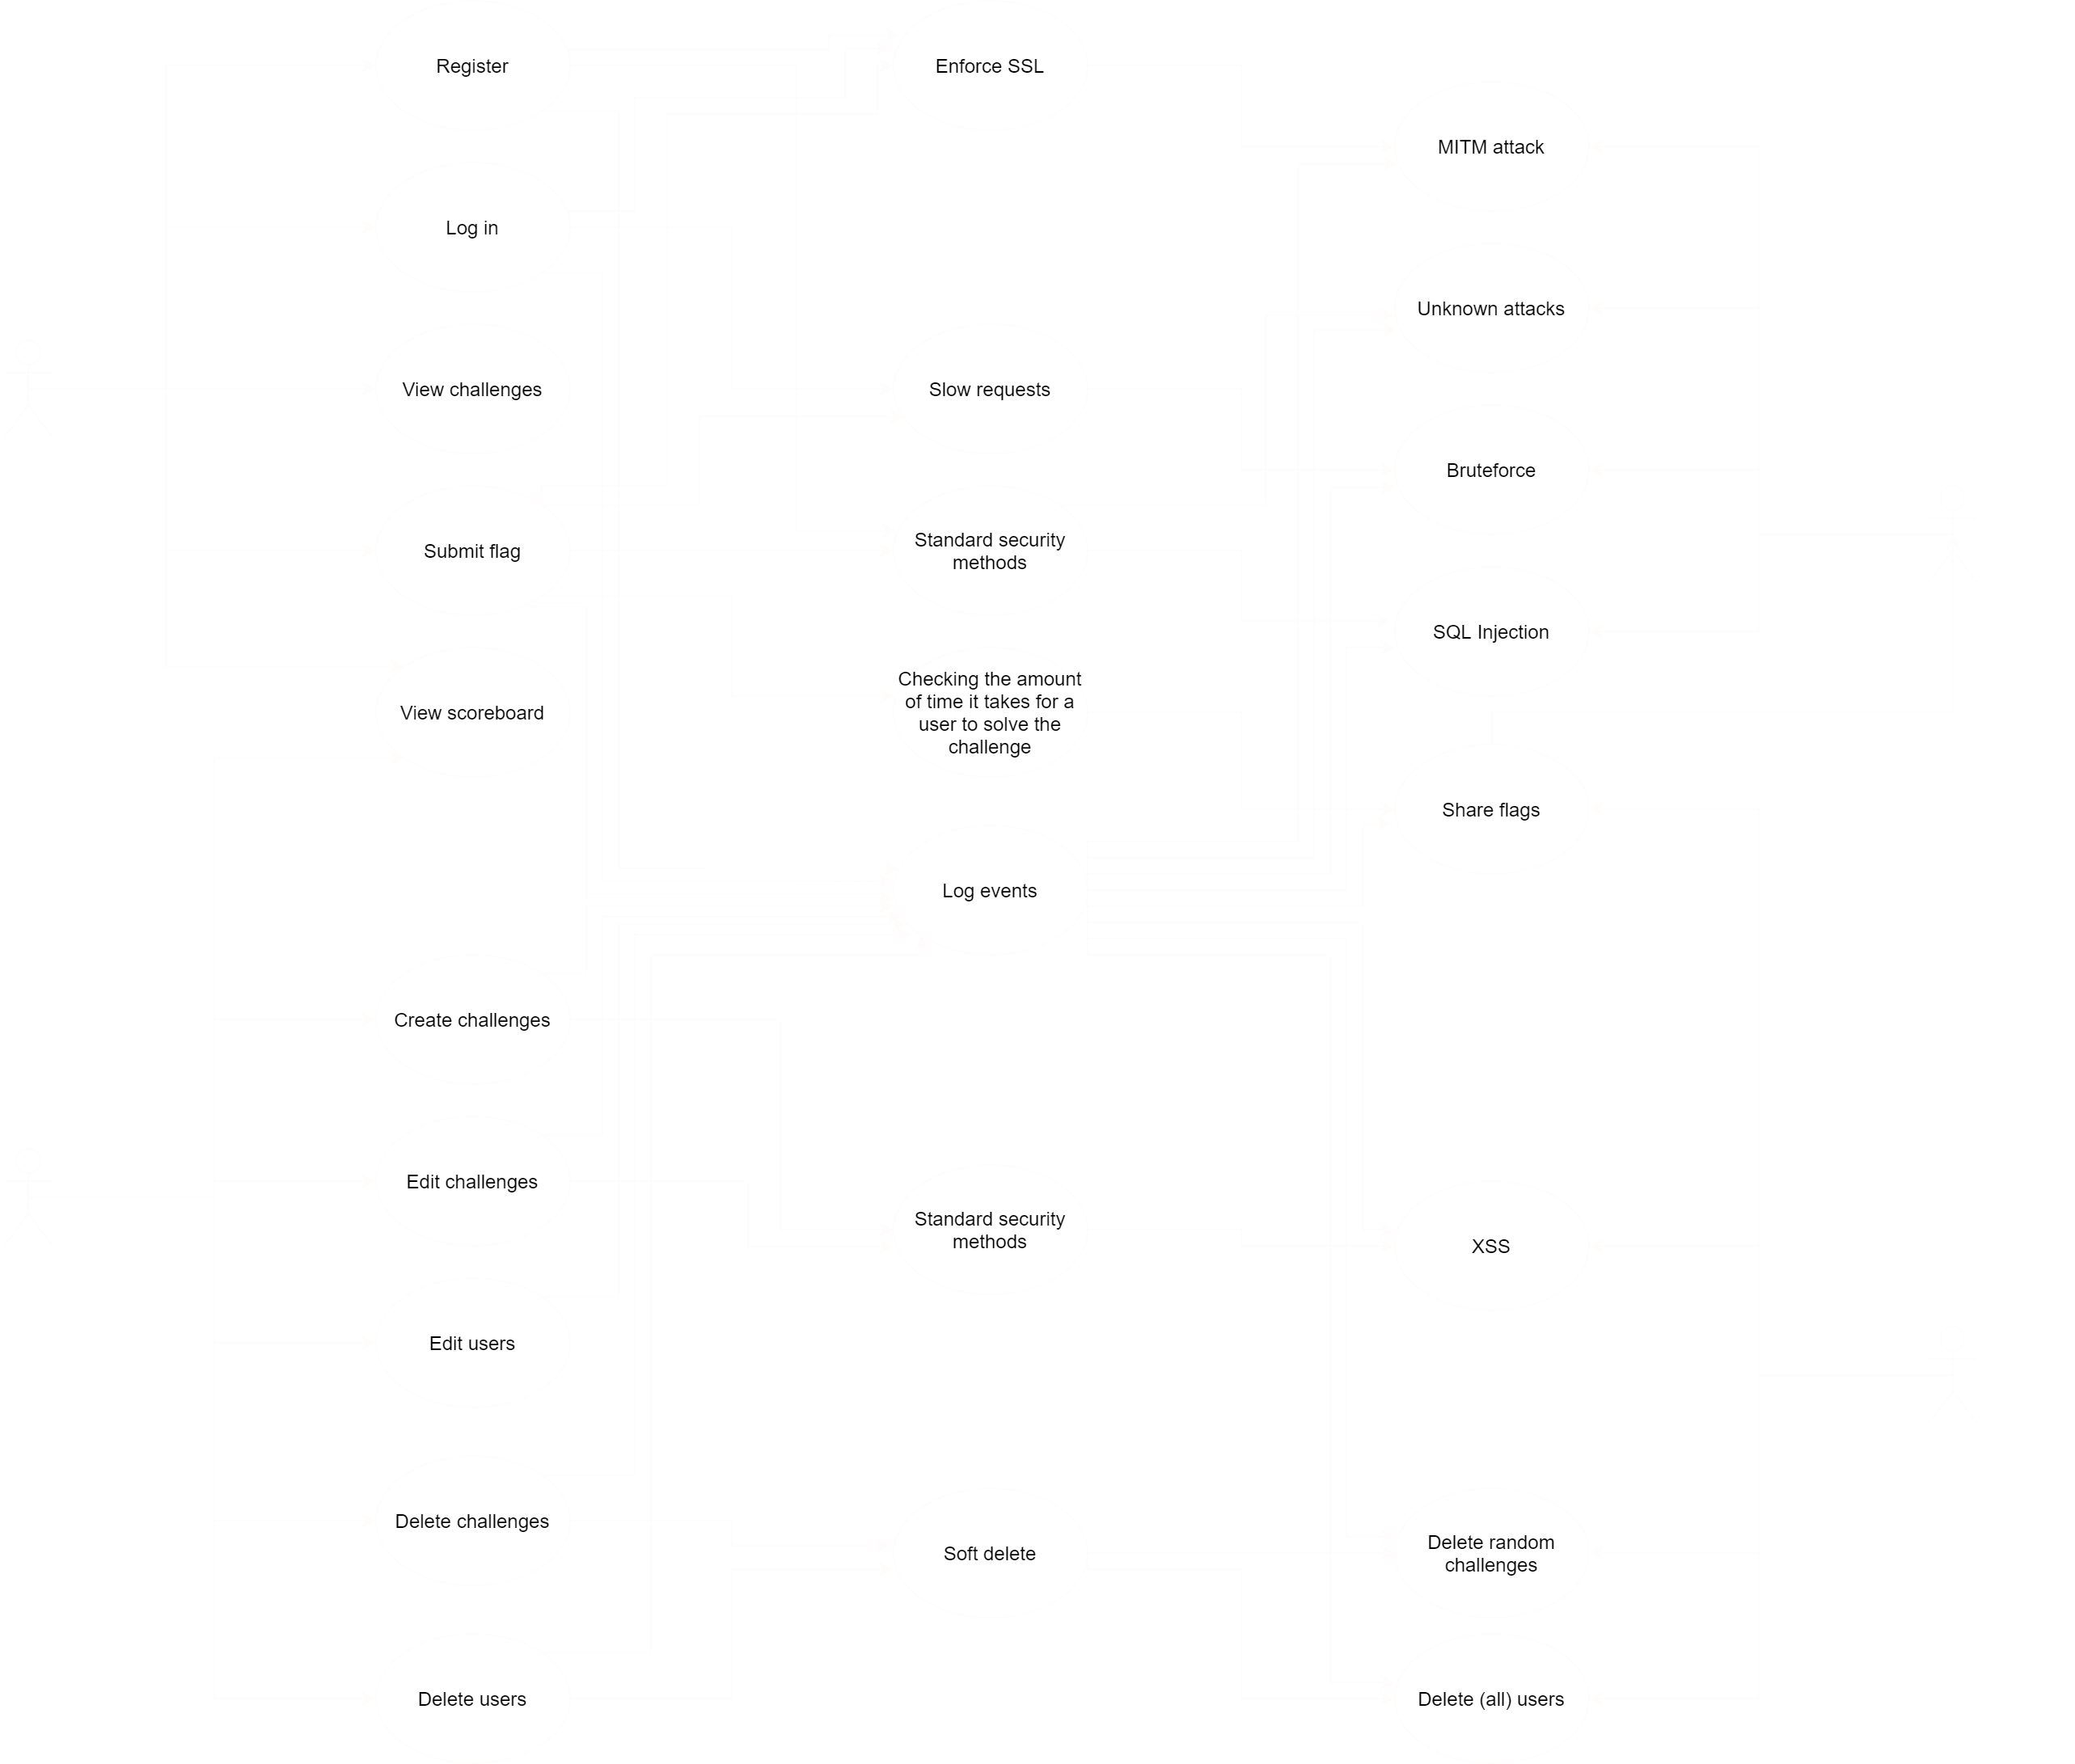 Register
Log in
View challenges
Submit flag
View scoreboard
Create challenges
Edit challenges
Edit users
Delete challenges
Delete users
Enforce SSL
Slow requests
Standard security
methods
Checking the amount
of time it takes for a
user to solve the
challenge
Log events
Standard security
methods
Soft delete
MITM attack
Unknown attacks
Bruteforce
SQL Injection
Share flags
XSS
Delete random
challenges
Delete (all) users